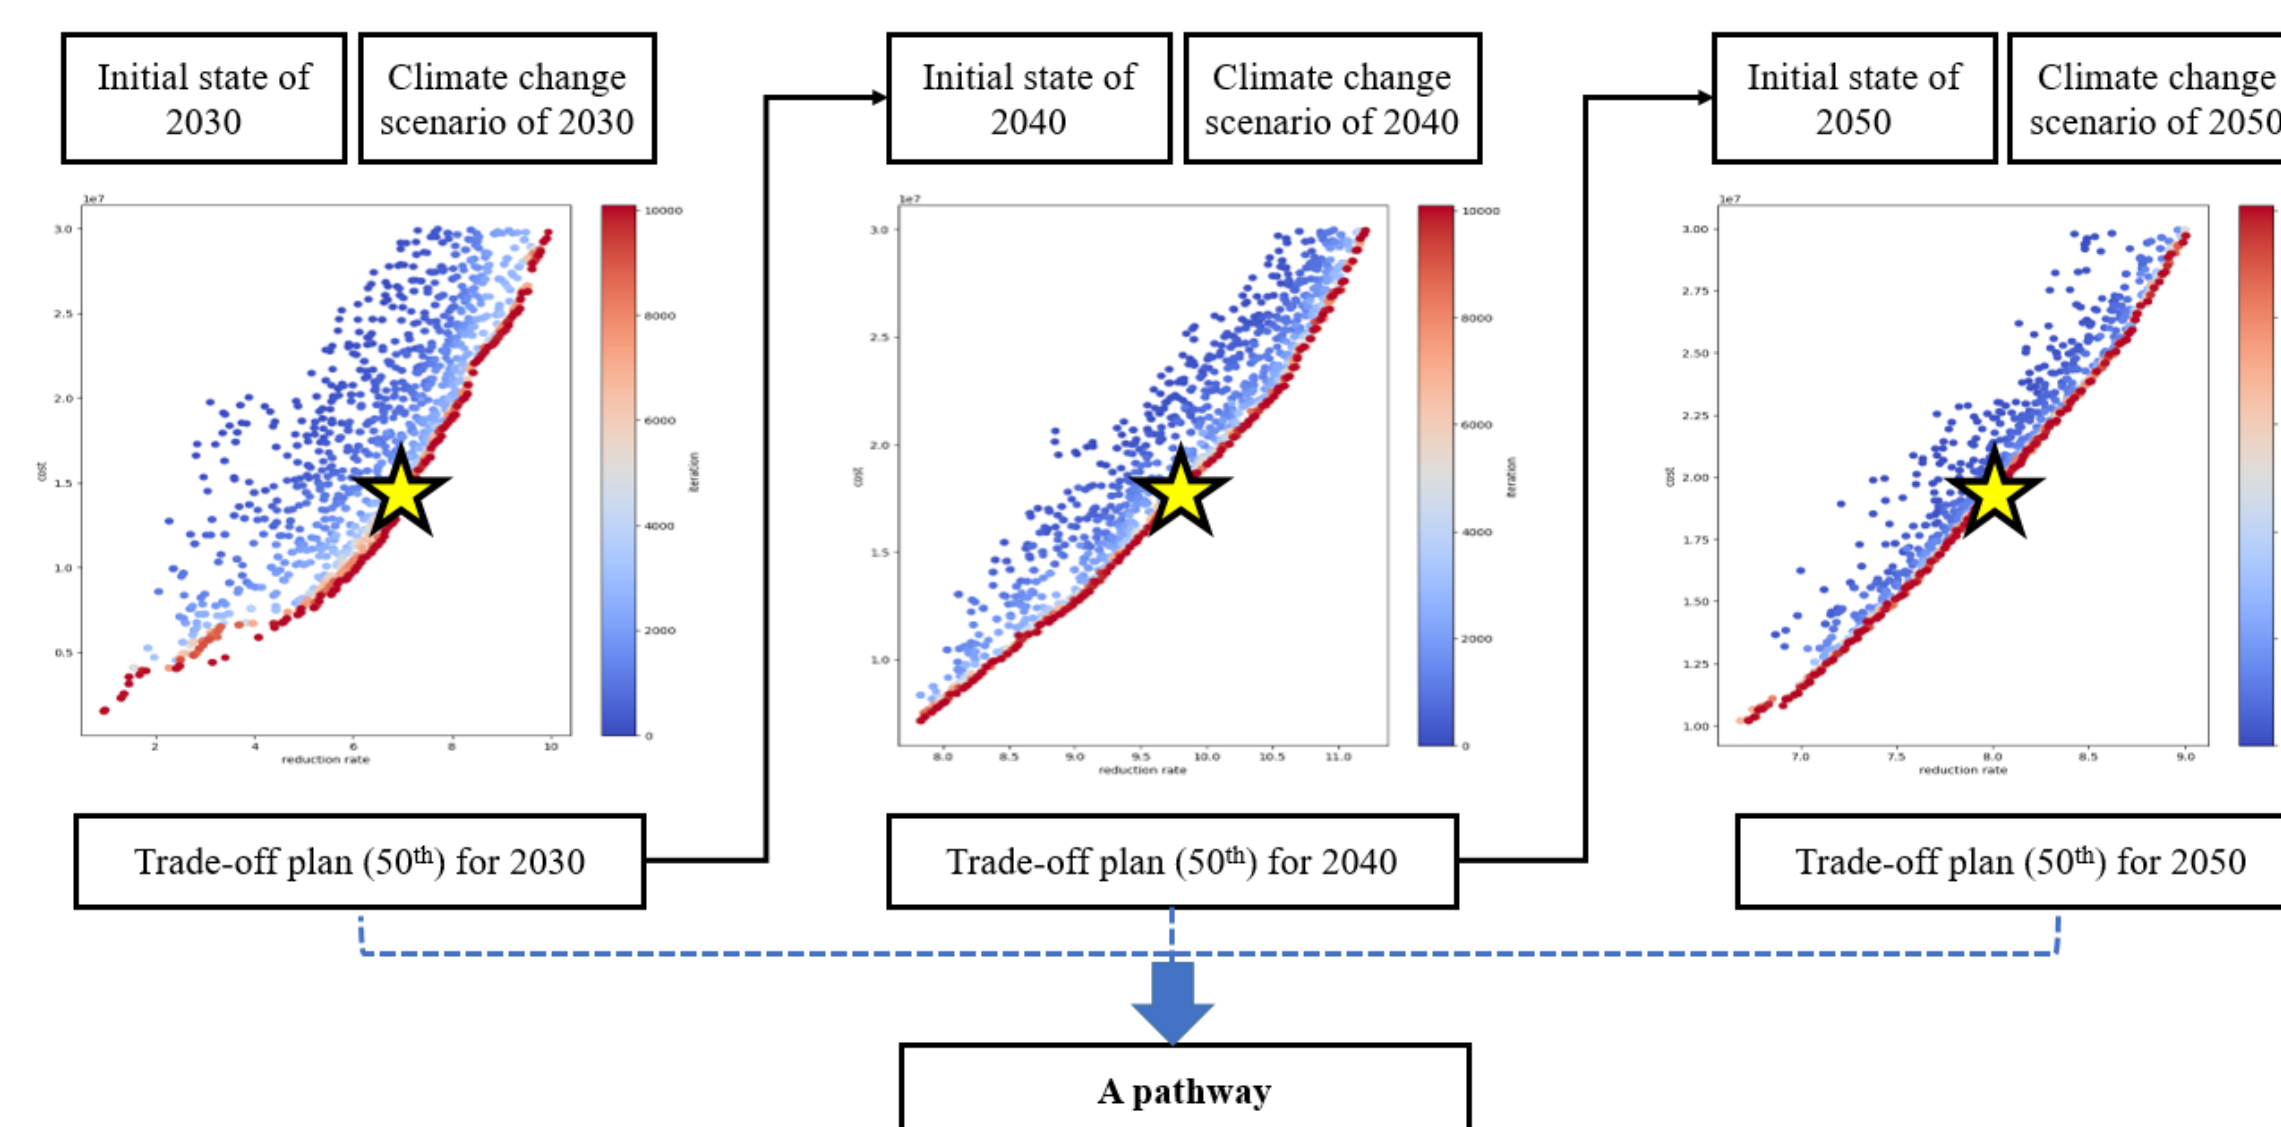 Initial state of
2030
Climate change
scenario of 2030
Initial state of
2040
Climate change
scenario of 2040
Initial state of
2050
Climate change
scenario of 2050
1e7
3.0
2.5
2.0
1.5
1.0
0.5
cost
2 4 6 8 10
reduction rate
10000
8000
6000
4000
2000
0
iteration
1e7
3.0
2.5
2.0
1.5
1.0
cost
8.0 8.5 9.0 9.5 10.0 10.5 11.0
reduction rate
10000
8000
6000
4000
2000
0
iteration
1e7
3.00
2.75
2.50
2.25
2.00
1.75
1.50
1.25
1.00
cost
7.0 7.5 8.0 8.5 9.0
reduction rate
Trade-off plan (50th) for 2030
Trade-off plan (50th) for 2040
Trade-off plan (50th) for 2050
A pathway